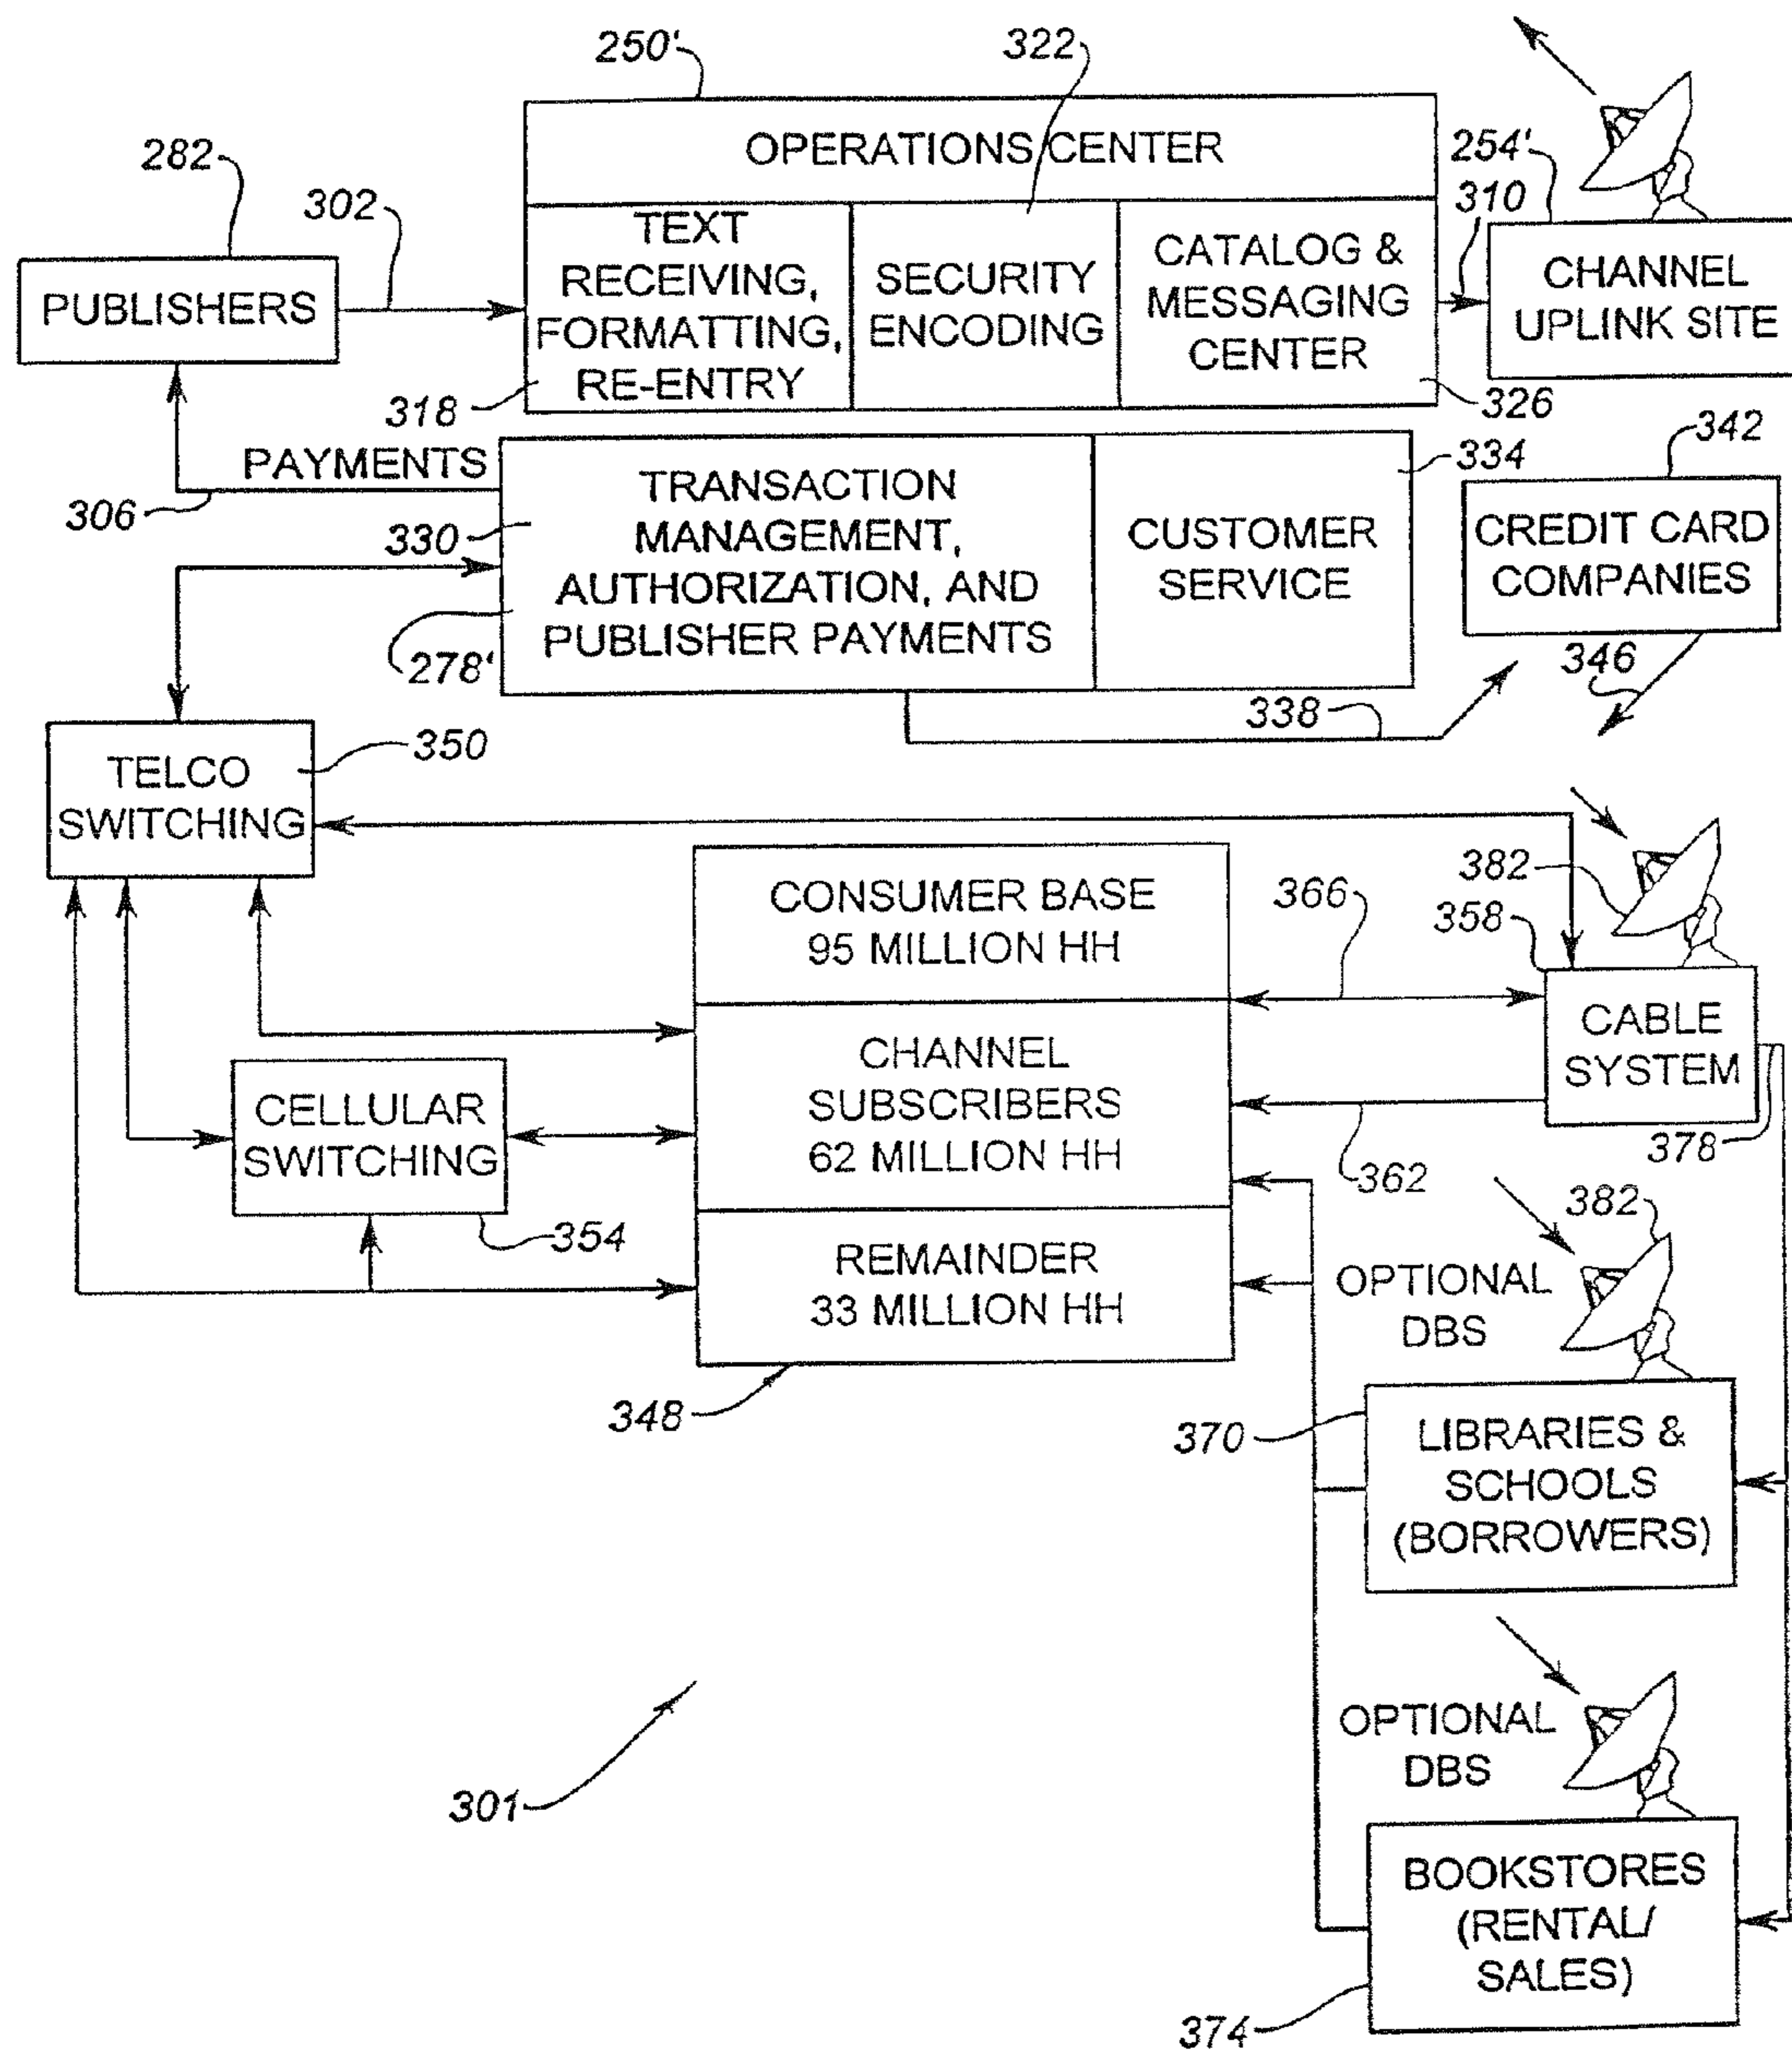 250'
322
OPERATIONS CENTER
282
302
254'
310
PUBLISHERS
TEXT
RECEIVING,
FORMATTING,
RE-ENTRY
SECURITY
ENCODING
CATALOG &
MESSAGING
CENTER
CHANNEL
UPLINK SITE
318
326
342
PAYMENTS
306
330
334
TRANSACTION
MANAGEMENT,
AUTHORIZATION, AND
PUBLISHER PAYMENTS
CUSTOMER
SERVICE
CREDIT CARD
COMPANIES
278'
346
338
350
TELCO
SWITCHING
382
358
366
CONSUMER BASE
95 MILLION HH
CHANNEL
SUBSCRIBERS
62 MILLION HH
CABLE
SYSTEM
CELLULAR
SWITCHING
362
378
354
REMAINDER
33 MILLION HH
382
OPTIONAL
DBS
348
370
LIBRARIES &
SCHOOLS
(BORROWERS)
OPTIONAL
DBS
301
BOOKSTORES
(RENTAL/
SALES)
374